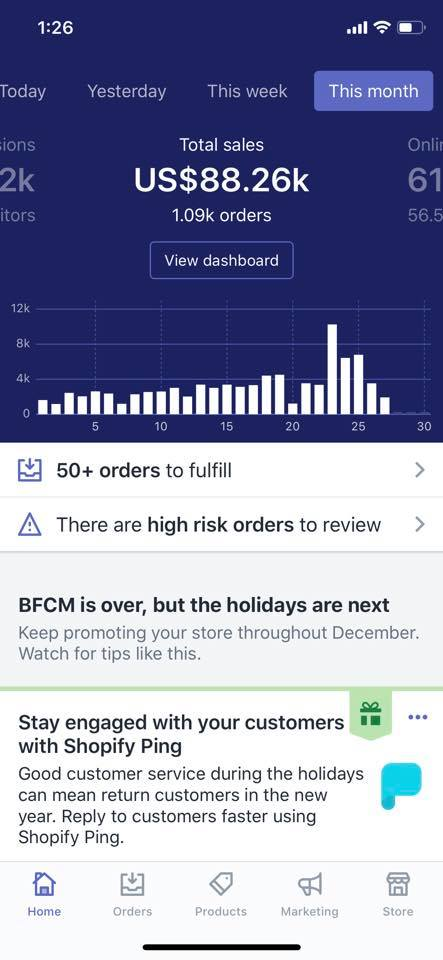 1:26
Today Yesterday This week This month
Total sales
2k US$88.26k 61
itors 1.09k orders 56.5
View dashboard
12k
8k
4k
0
5 10 15 20 25 30
50+ orders to fulfill
There are high risk orders to review
BFCM is over, but the holidays are next
Keep promoting your store throughout December.
Watch for tips like this.
Stay engaged with your customers
with Shopify Ping
Good customer service during the holidays
can mean return customers in the new
year. Reply to customers faster using
Shopify Ping.
Home Orders Products Marketing Store